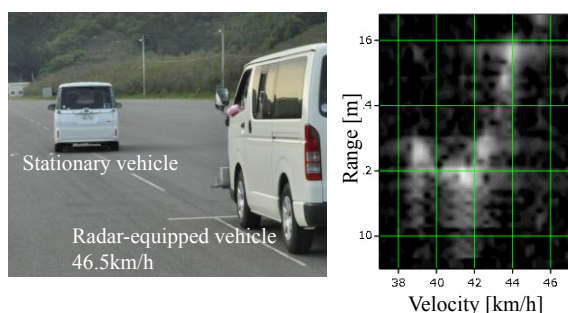 Stationary vehicle
Radar-equipped vehicle
46.5km/h
Range [m]
16
4
2
10
38
40
42
44
46
Velocity [km/h]